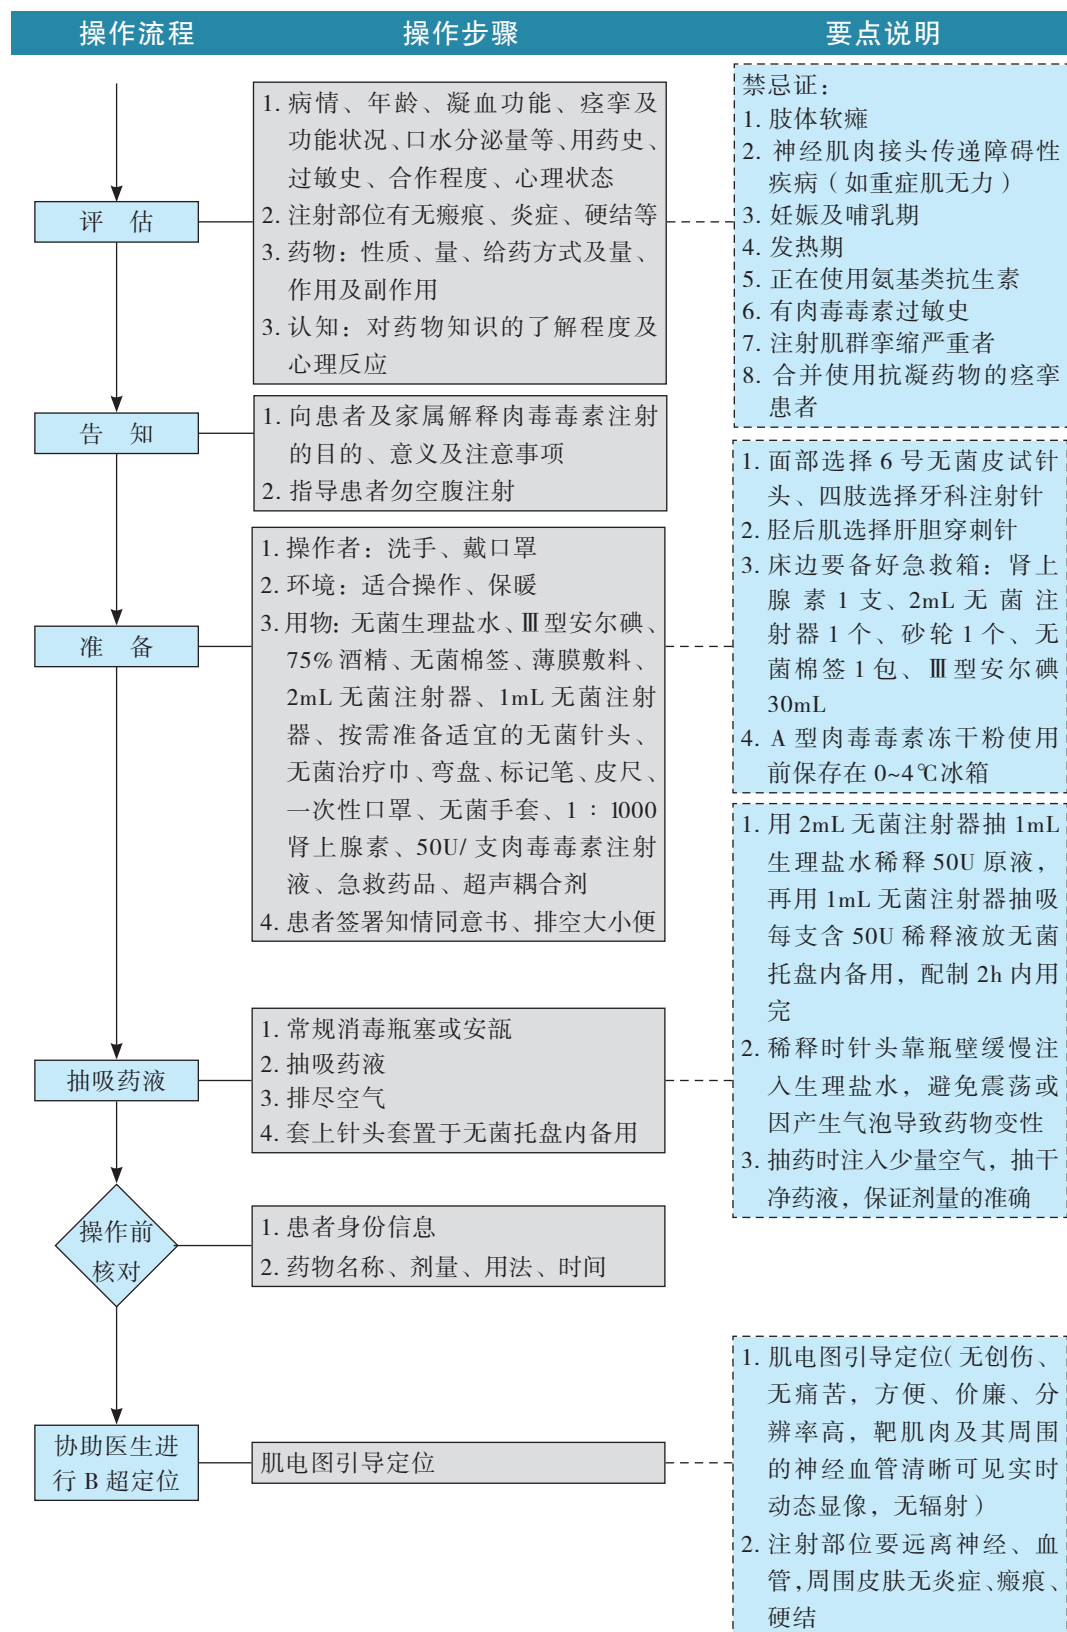 操作流程
操作步骤
要点说明
评 估
1. 病情、年龄、凝血功能、痉挛及
功能状况、口水分泌量等、用药史、
过敏史、合作程度、心理状态
2. 注射部位有无瘢痕、炎症、硬结等
3. 药物：性质、量、给药方式及量、
作用及副作用
3. 认知：对药物知识的了解程度及
心理反应
禁忌证：
1. 肢体软瘫
2. 神经肌肉接头传递障碍性
疾病（如重症肌无力）
3. 妊娠及哺乳期
4. 发热期
5. 正在使用氨基类抗生素
6. 有肉毒毒素过敏史
7. 注射肌群挛缩严重者
8. 合并使用抗凝药物的痉挛
患者
告 知
1. 向患者及家属解释肉毒毒素注射
的目的、意义及注意事项
2. 指导患者勿空腹注射
准 备
1. 操作者：洗手、戴口罩
2. 环境：适合操作、保暖
3. 用物：无菌生理盐水、Ⅲ型安尔碘、
75% 酒精、无菌棉签、薄膜敷料、
2mL 无菌注射器、1mL 无菌注射
器、按需准备适宜的无菌针头、
无菌治疗巾、弯盘、标记笔、皮尺、
一次性口罩、无菌手套、1：1000
肾上腺素、50U/ 支肉毒毒素注射
液、急救药品、超声耦合剂
4. 患者签署知情同意书、排空大小便
1. 面部选择 6 号无菌皮试针
头、四肢选择牙科注射针
2. 胫后肌选择肝胆穿刺针
3. 床边要备好急救箱：肾上
腺素 1 支、2mL 无菌注
射器 1 个、砂轮 1 个、无
菌棉签 1 包、Ⅲ型安尔碘
30mL
4. A 型肉毒毒素冻干粉使用
前保存在 0~4℃冰箱
抽吸药液
1. 常规消毒瓶塞或安瓿
2. 抽吸药液
3. 排尽空气
4. 套上针头套置于无菌托盘内备用
1. 用 2mL 无菌注射器抽 1mL
生理盐水稀释 50U 原液，
再用 1mL 无菌注射器抽吸
每支含 50U 稀释液放无菌
托盘内备用，配制 2h 内用
完
2. 稀释时针头靠瓶壁缓慢注
入生理盐水，避免震荡或
因产生气泡导致药物变性
3. 抽药时注入少量空气，抽干
净药液，保证剂量的准确
操作前
核对
1. 患者身份信息
2. 药物名称、剂量、用法、时间
协助医生进
行 B 超定位
肌电图引导定位
1. 肌电图引导定位（无创伤、
无痛苦，方便、价廉、分
辨率高，靶肌肉及其周围
的神经血管清晰可见实时
动态显像，无辐射）
2. 注射部位要远离神经、血
管，周围皮肤无炎症、瘢痕、
硬结